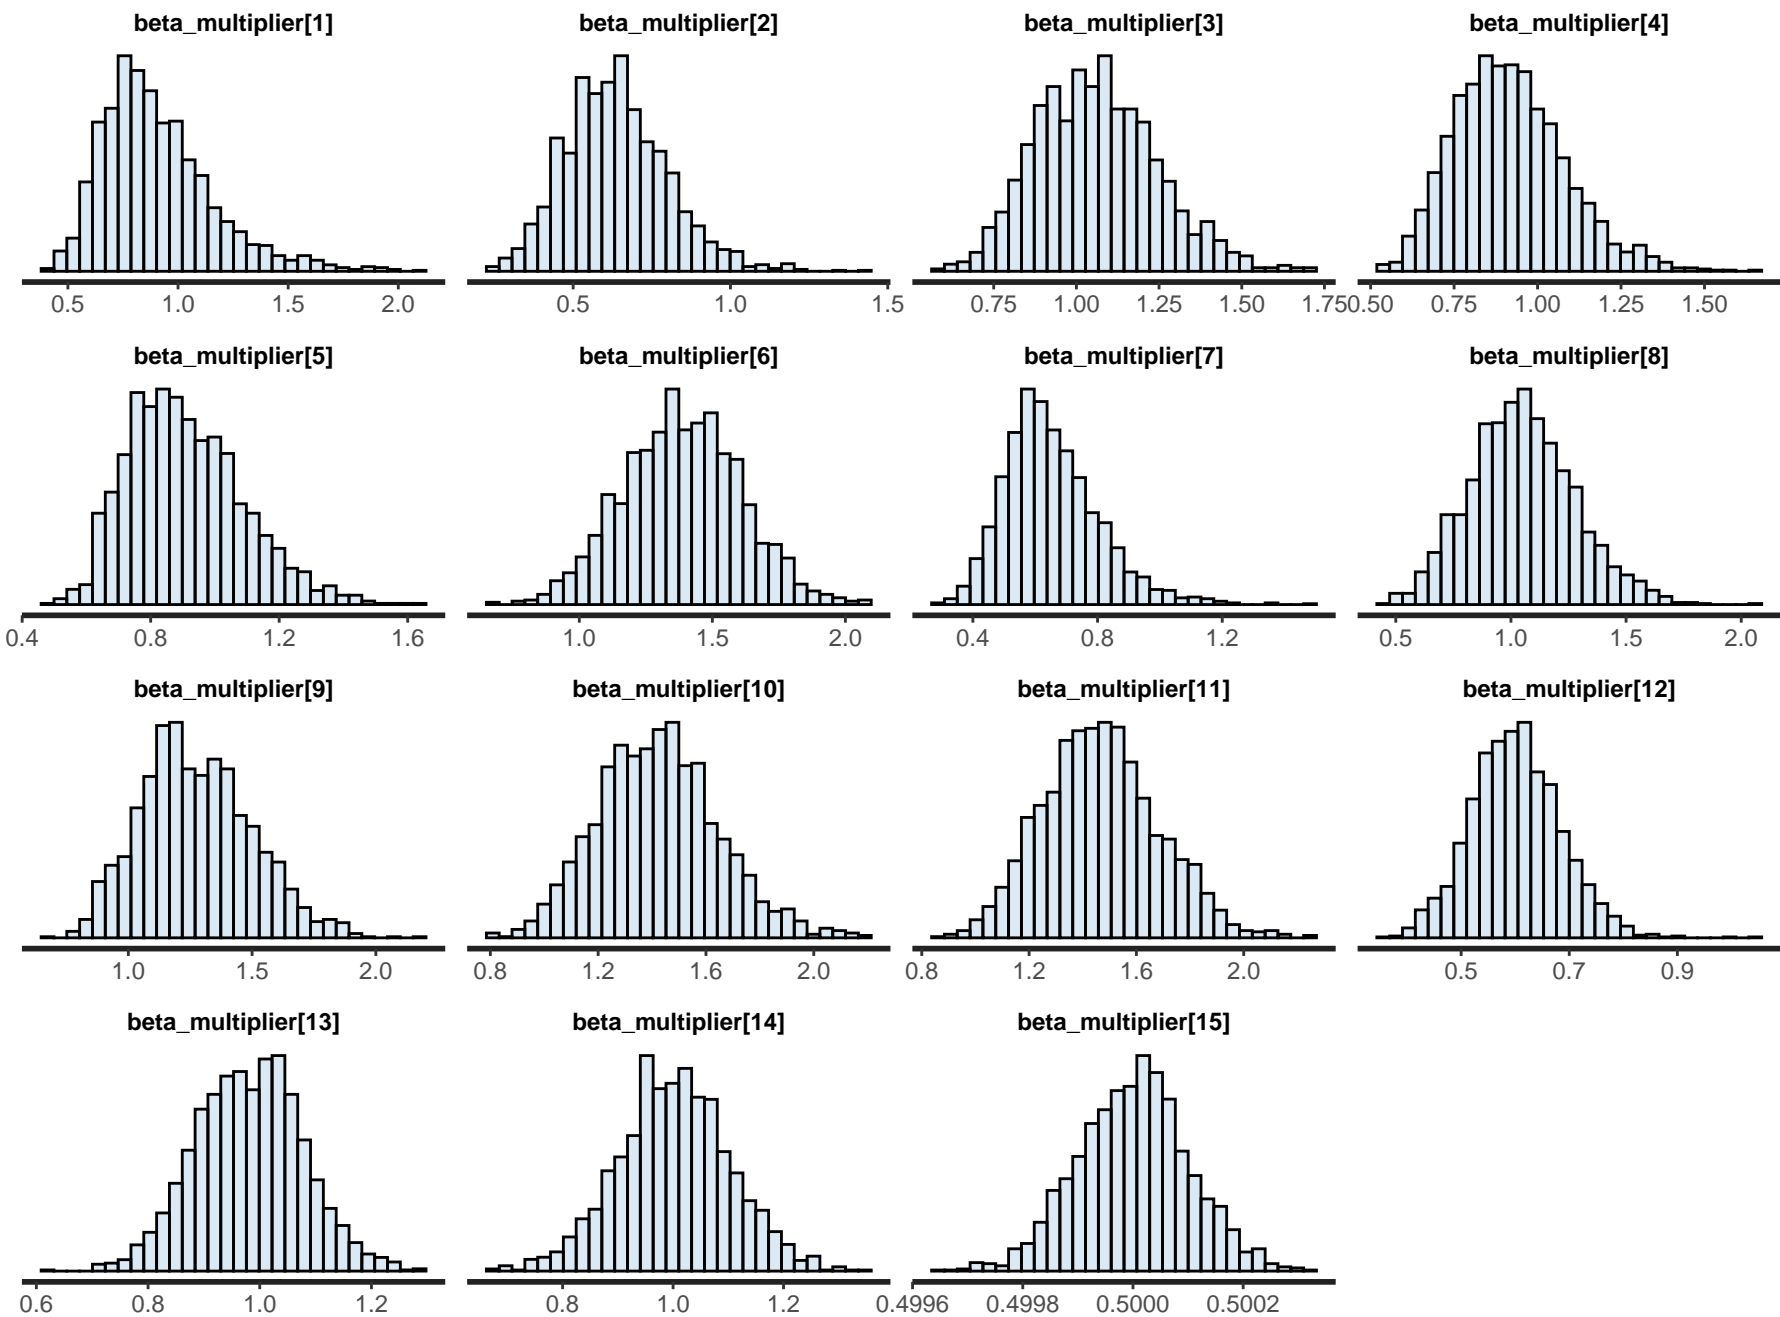 beta_multiplier[1] beta_multiplier[2] beta_multiplier[3] beta_multiplier[4]
0.5 1.0 1.5 2.0 0.5 1.0 1.5 0.75 1.00 1.25 1.50 1.75 0.50 0.75 1.00 1.25 1.50
beta_multiplier[5] beta_multiplier[6] beta_multiplier[7] beta_multiplier[8]
0.4 0.8 1.2 1.6 1.0 1.5 2.0 0.4 0.8 1.2 0.5 1.0 1.5 2.0
beta_multiplier[9] beta_multiplier[10] beta_multiplier[11] beta_multiplier[12]
1.0 1.5 2.0 0.8 1.2 1.6 2.0 0.8 1.2 1.6 2.0 0.5 0.7 0.9
beta_multiplier[13] beta_multiplier[14] beta_multiplier[15]
0.6 0.8 1.0 1.2 0.8 1.0 1.2 0.4996 0.4998 0.5000 0.5002